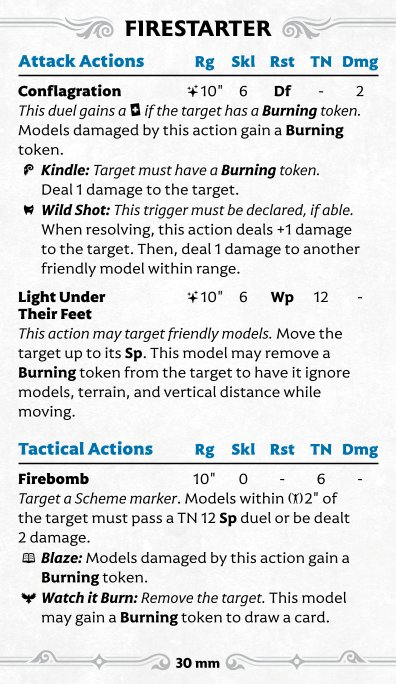 FIRESTARTER
Attack Actions Rg Skl Rst TN Dmg
Conflagration 10" 6 Df - 2
This duel gains a + if the target has a Burning token.
Models damaged by this action gain a Burning
token.
Kindle: Target must have a Burning token.
Deal 1 damage to the target.
Wild Shot: This trigger must be declared, if able.
When resolving, this action deals +1 damage
to the target. Then, deal 1 damage to another
friendly model within range.
Light Under 10" 6 Wp 12 -
Their Feet
This action may target friendly models. Move the
target up to its Sp. This model may remove a
Burning token from the target to have it ignore
models, terrain, and vertical distance while
moving.
Tactical Actions Rg Skl Rst TN Dmg
Firebomb 10" 0 - 6 -
Target a Scheme marker. Models within 2" of
the target must pass a TN 12 Sp duel or be dealt
2 damage.
Blaze: Models damaged by this action gain a
Burning token.
Watch it Burn: Remove the target. This model
may gain a Burning token to draw a card.
30 mm